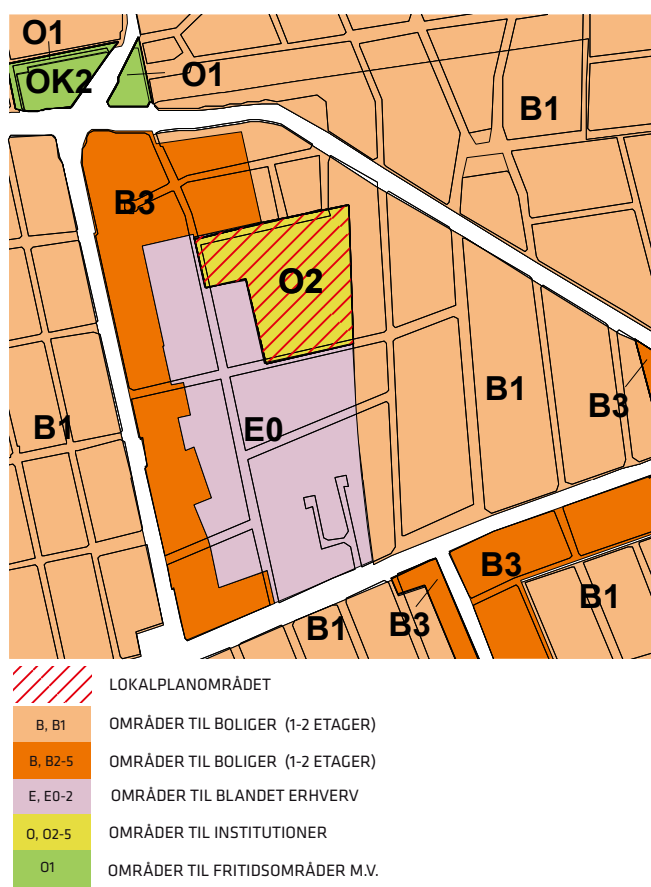 O1
OK2
O1
B1
B3
O2
B1
B3
B1
E0
B3
B1
B1
B3
LOKALPLANOMRÅDET
B, B1 OMRÅDER TIL BOLIGER (1-2 ETAGER)
B, B2-5 OMRÅDER TIL BOLIGER (1-2 ETAGER)
E, E0-2 OMRÅDER TIL BLANDET ERHVERV
O, O2-5 OMRÅDER TIL INSTITUTIONER
O1 OMRÅDER TIL FRITIDSOMRÅDER M.V.